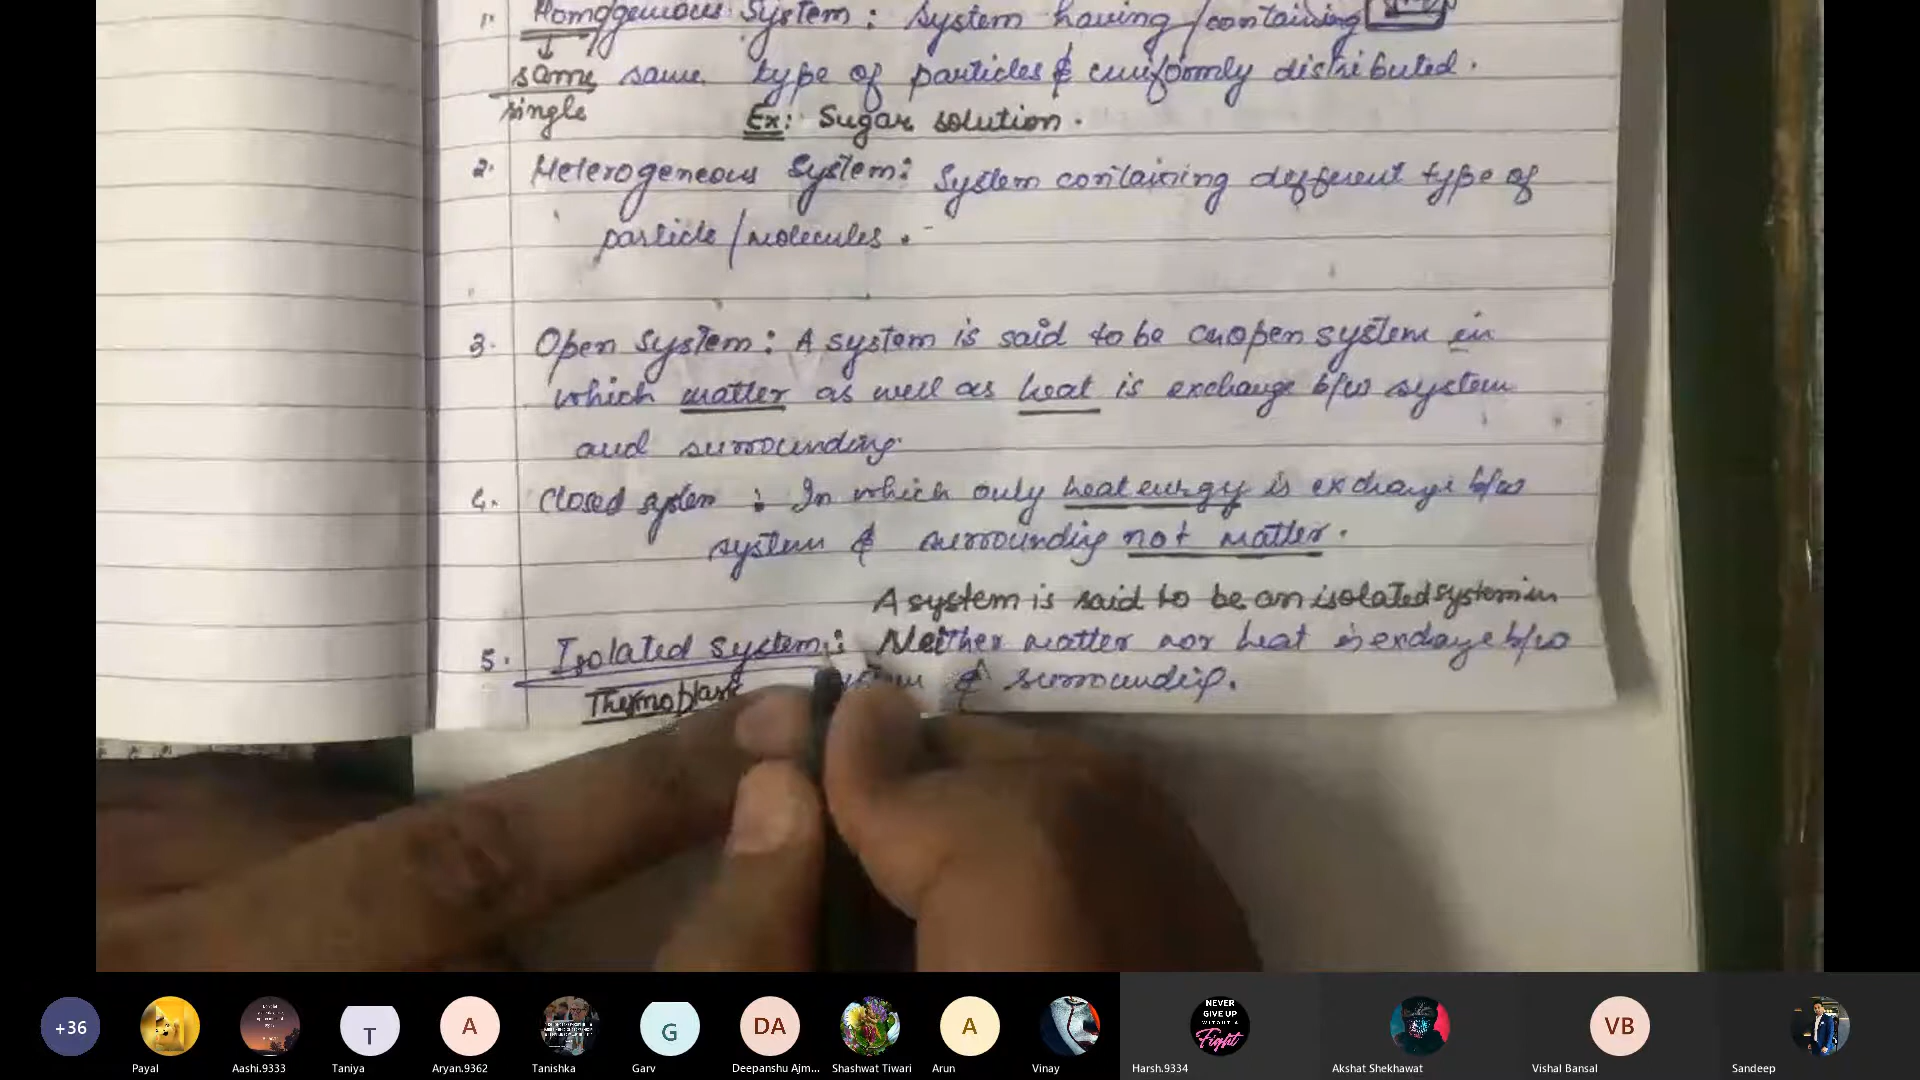 1. Homogeneous System: System having/containing
same same type of particles & uniformly distributed.
single Ex: Sugar solution.
2. Heterogeneous System: System containing different type of
particle/molecules.
3. Open System: A system is said to be an open system in
which matter as well as heat is exchange b/w system
and surrounding.
4. Closed system : In which only heat energy is exchange b/w
system & surrounding not matter.
A system is said to be an isolated system in
5. Isolated System: Neither matter nor heat is exchange b/w
Thermoflask & surrounding.
+36
Payal
Aashi.9333
T
Taniya
A
Aryan.9362
Tanishka
G
Garv
DA
Deepanshu Ajm...
Shashwat Tiwari
A
Arun
Vinay
NEVER
GIVE UP
WITHOUT A
Fight
Harsh.9334
Akshat Shekhawat
VB
Vishal Bansal
Sandeep